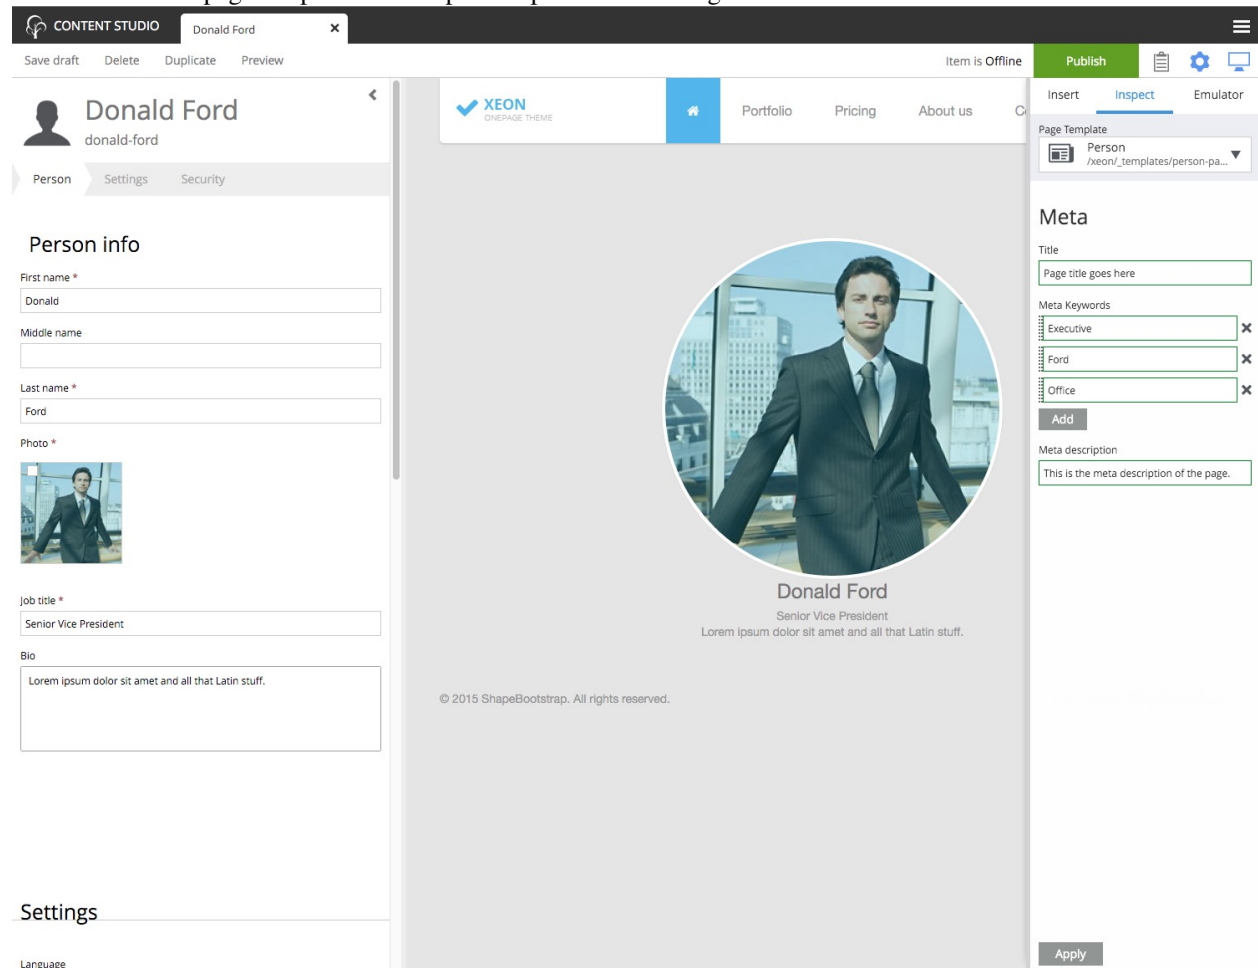 CONTENT STUDIO
Donald Ford
Save draft
Delete
Duplicate
Preview
Item is Offline
Publish
Donald Ford
donald-ford
Person
Settings
Security
Person info
First name *
Donald
Middle name
Last name *
Ford
Photo *
Job title *
Senior Vice President
Bio
Lorem ipsum dolor sit amet and all that Latin stuff.
Settings
Language
XEON
ONEPAGE THEME
Portfolio
Pricing
About us
Donald Ford
Senior Vice President
Lorem ipsum dolor sit amet and all that Latin stuff.
© 2015 ShapeBootstrap. All rights reserved.
Insert
Inspect
Emulator
Page Template
Person
/xeon/_templates/person-pa...
Meta
Title
Page title goes here
Meta Keywords
Executive
Ford
Office
Add
Meta description
This is the meta description of the page.
Apply